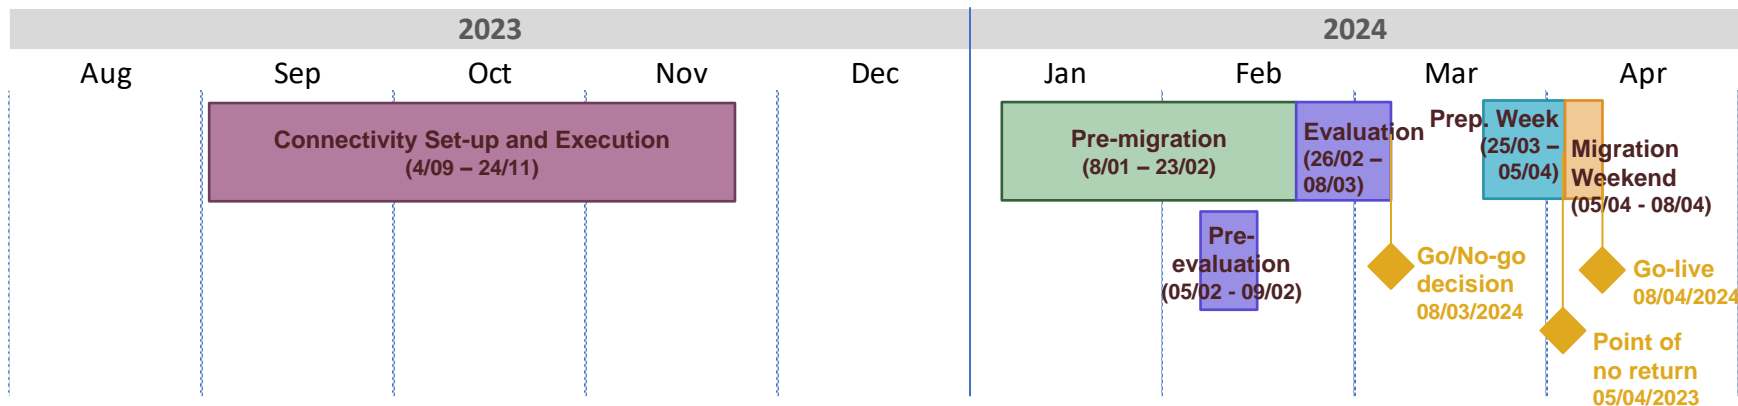 2023
2024
Aug
Sep
Oct
Nov
Dec
Jan
Feb
Mar
Apr
Connectivity Set-up and Execution
(4/09 – 24/11)
Pre-migration
(8/01 – 23/02)
Evaluation
(26/02 –
08/03)
Prep. Week
(25/03 –
05/04)
Migration
Weekend
(05/04 - 08/04)
Pre-
evaluation
(05/02 - 09/02)
Go/No-go
decision
08/03/2024
Go-live
08/04/2024
Point of
no return
05/04/2023